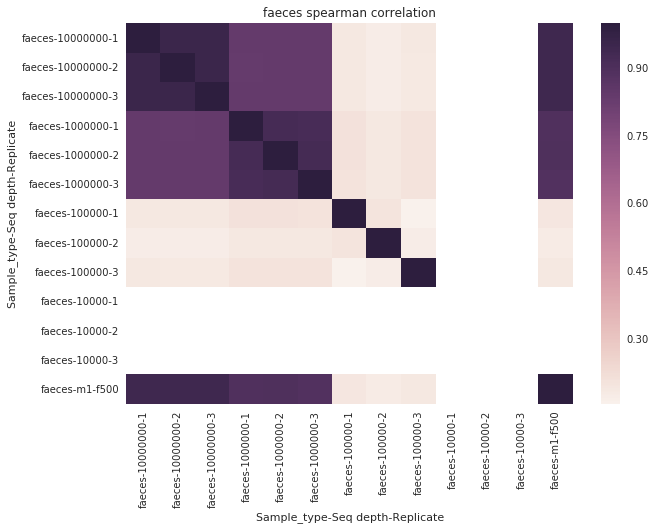 faeces spearman correlation
faeces-10000000-1
faeces-10000000-2
faeces-10000000-3
faeces-1000000-1
faeces-1000000-2
faeces-1000000-3
faeces-100000-1
faeces-100000-2
faeces-100000-3
faeces-10000-1
faeces-10000-2
faeces-10000-3
faeces-m1-f500
Sample_type-Seq depth-Replicate
0.90
0.75
0.60
0.45
0.30
faeces-10000000-1
faeces-10000000-2
faeces-10000000-3
faeces-1000000-1
faeces-1000000-2
faeces-1000000-3
faeces-100000-1
faeces-100000-2
faeces-100000-3
faeces-10000-1
faeces-10000-2
faeces-10000-3
faeces-m1-f500
Sample_type-Seq depth-Replicate